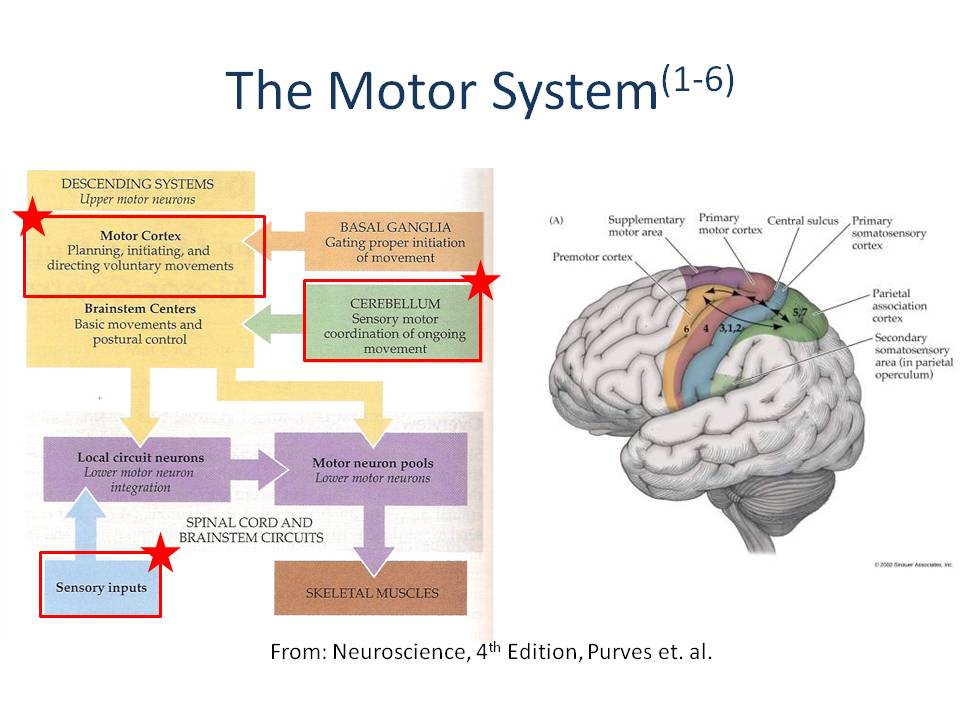 The Motor System(1-6)
DESCENDING SYSTEMS
Upper motor neurons
Motor Cortex
Planning, initiating, and
directing voluntary movements
Brainstem Centers
Basic movements and
postural control
BASAL GANGLIA
Gating proper initiation
of movement
CEREBELLUM
Sensory motor
coordination of ongoing
movement
Local circuit neurons
Lower motor neuron
integration
Motor neuron pools
Lower motor neurons
SPINAL CORD AND
BRAINSTEM CIRCUITS
Sensory inputs
SKELETAL MUSCLES
(A)
Supplementary
motor area
Primary
motor cortex
Central sulcus
Primary
somatosensory
cortex
Premotor cortex
Parietal
association
cortex
Secondary
somatosensory
area (in parietal
operculum)
6 4 3,1,2 5,7
© 2002 Sinauer Associates, Inc.
From: Neuroscience, 4th Edition, Purves et. al.